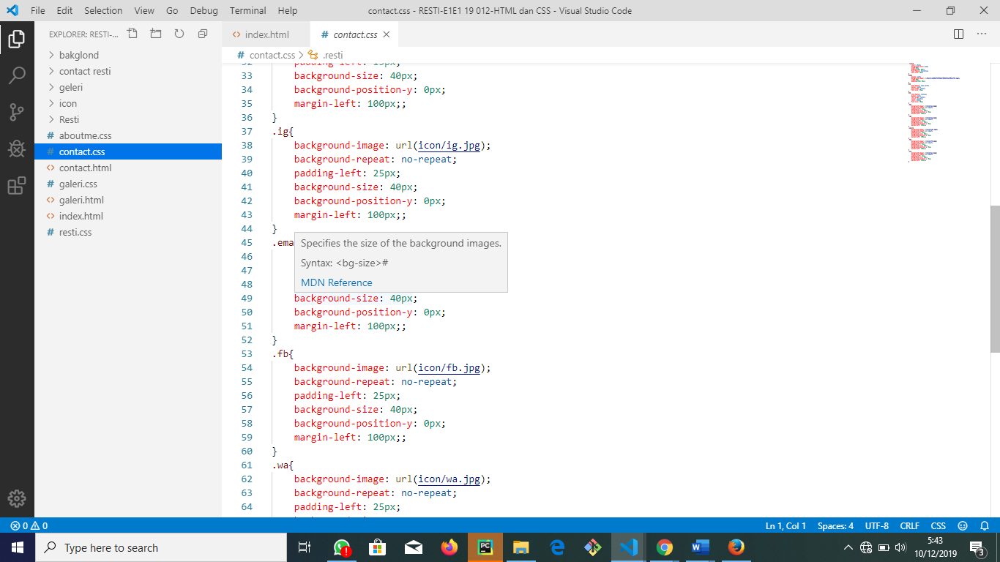 File Edit Selection View Go Debug Terminal Help contact.css - RESTI-E1E1 19 012-HTML dan CSS - Visual Studio Code
EXPLORER: RESTI-...
bakglond
contact resti
geleri
icon
Resti
# aboutme.css
# contact.css
<> contact.html
# galeri.css
<> galeri.html
<> index.html
# resti.css
<> index.html # contact.css
# contact.css > .resti
32 padding-left: 15px;
33 background-size: 40px;
34 background-position-y: 0px;
35 margin-left: 100px;;
36 }
37 .ig{
38 background-image: url(icon/ig.jpg);
39 background-repeat: no-repeat;
40 padding-left: 25px;
41 background-size: 40px;
42 background-position-y: 0px;
43 margin-left: 100px;;
44 }
45 .ema
46
47
48
Specifies the size of the background images.
Syntax: <bg-size>#
MDN Reference
49 background-size: 40px;
50 background-position-y: 0px;
51 margin-left: 100px;;
52 }
53 .fb{
54 background-image: url(icon/fb.jpg);
55 background-repeat: no-repeat;
56 padding-left: 25px;
57 background-size: 40px;
58 background-position-y: 0px;
59 margin-left: 100px;;
60 }
61 .wa{
62 background-image: url(icon/wa.jpg);
63 background-repeat: no-repeat;
64 padding-left: 25px;
0 0 Ln 1, Col 1 Spaces: 4 UTF-8 CRLF CSS
Type here to search
PC
5:43
10/12/2019
3